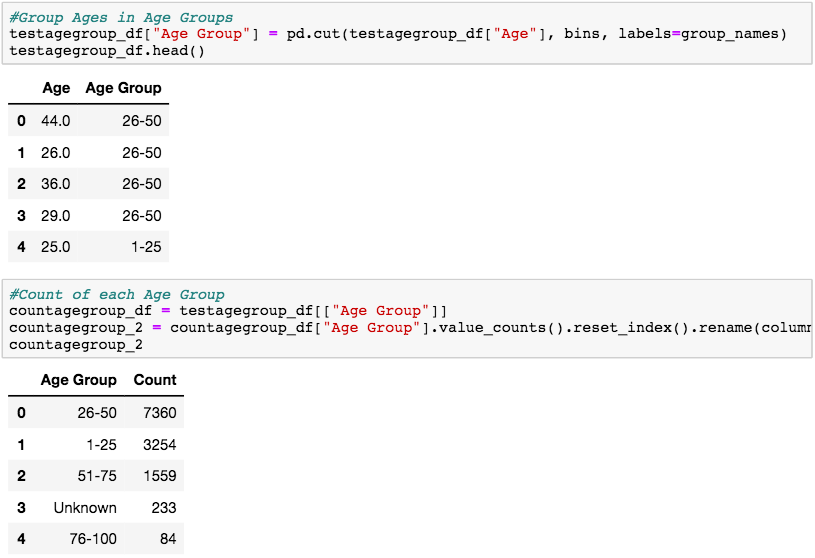 #Group Ages in Age Groups
testagegroup_df["Age Group"] = pd.cut(testagegroup_df["Age"], bins, labels=group_names)
testagegroup_df.head()
Age Age Group
0 44.0 26-50
1 26.0 26-50
2 36.0 26-50
3 29.0 26-50
4 25.0 1-25
#Count of each Age Group
countagegroup_df = testagegroup_df[["Age Group"]]
countagegroup_2 = countagegroup_df["Age Group"].value_counts().reset_index().rename(
countagegroup_2
Age Group Count
0 26-50 7360
1 1-25 3254
2 51-75 1559
3 Unknown 233
4 76-100 84